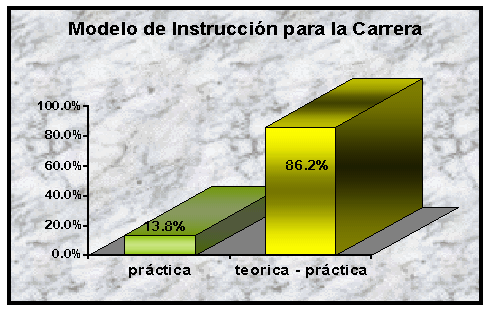 Modelo de Instrucción para la Carrera
100.0%
80.0%
60.0%
40.0%
20.0%
0.0%
13.8%
86.2%
práctica
teorica - práctica